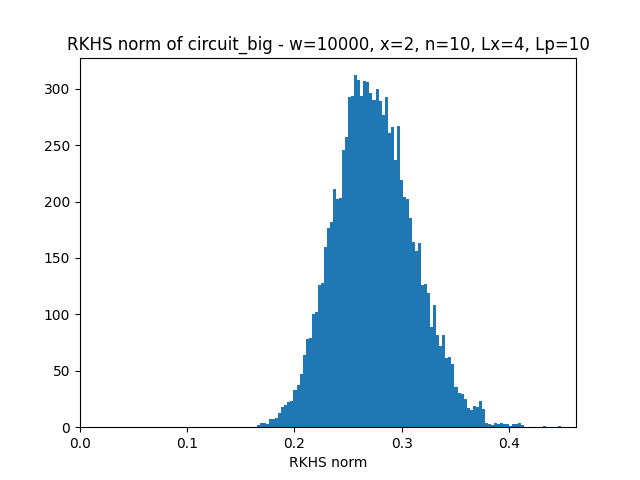 RKHS norm of circuit_big - w=10000, x=2, n=10, Lx=4, Lp=10
300
250
200
150
100
50
0
0.0 0.1 0.2 0.3 0.4
RKHS norm